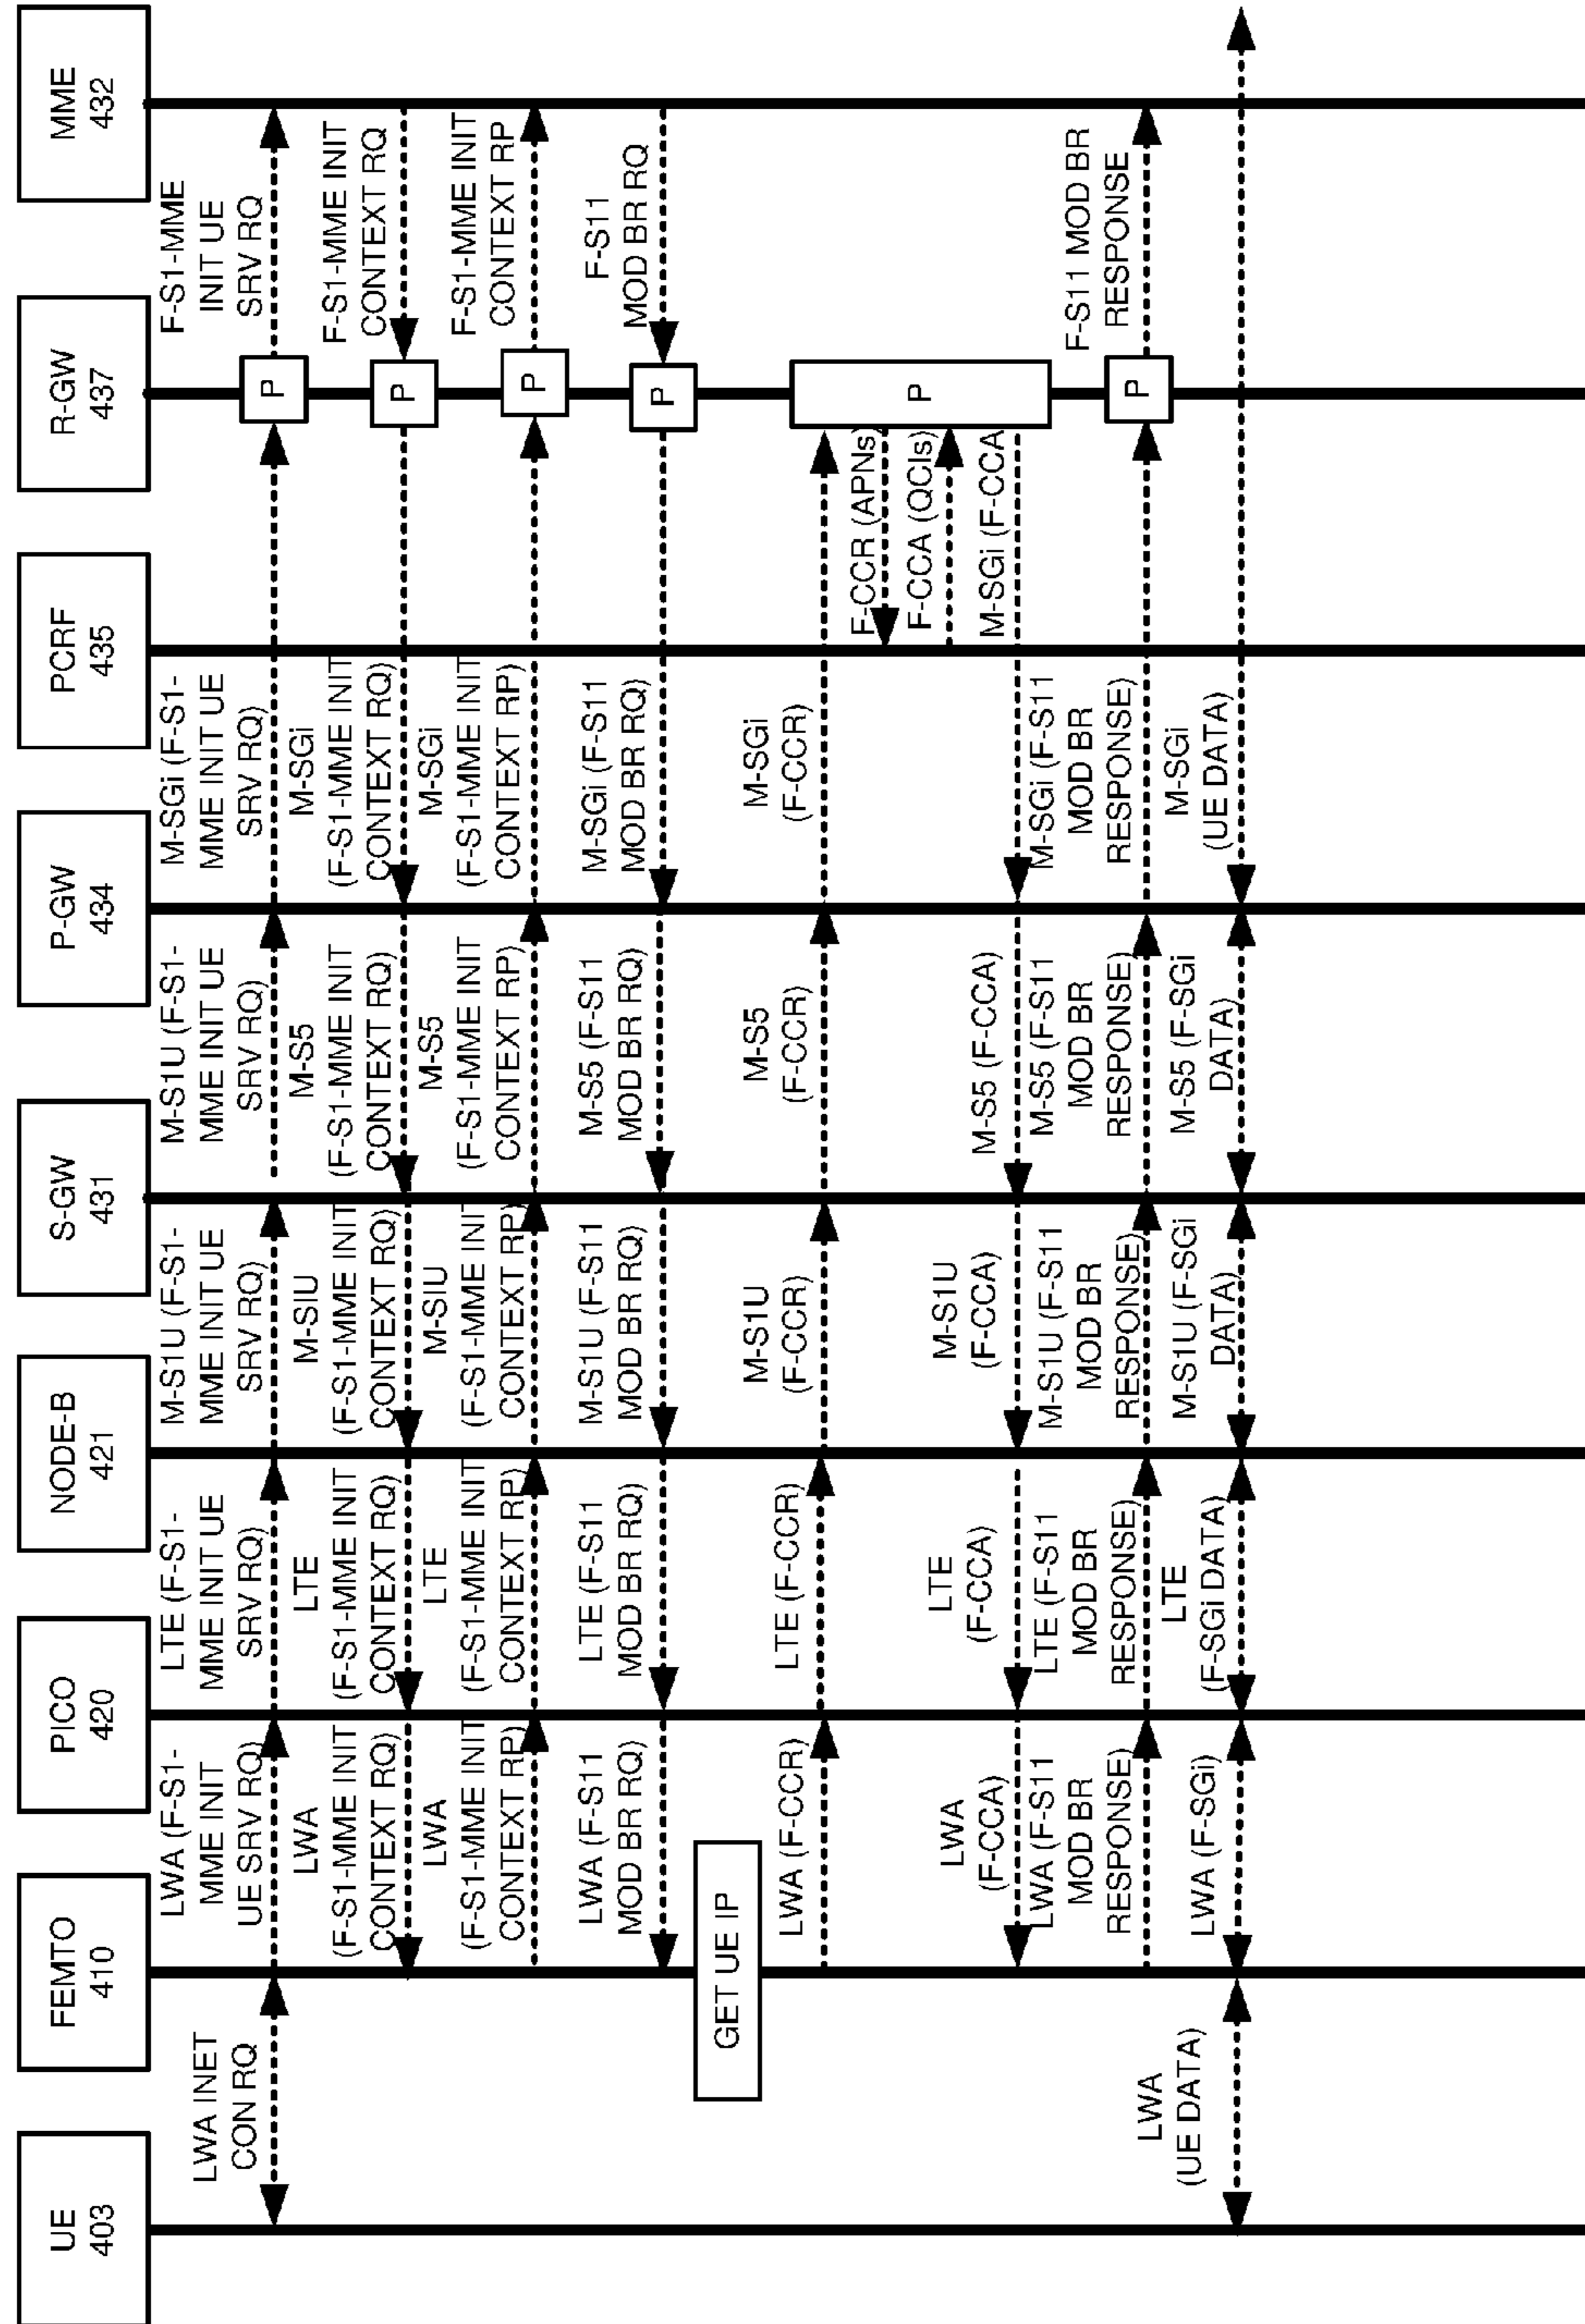 UE
403
FEMTO
410
PICO
420
NODE-B
421
S-GW
431
P-GW
434
PCRF
435
R-GW
437
MME
432
LWA INET
CON RQ
LWA (F-S1-
MME INIT
UE SRV RQ)
LTE (F-S1-
MME INIT UE
SRV RQ)
M-S1U (F-S1-
MME INIT UE
SRV RQ)
M-S1U (F-S1-
MME INIT UE
SRV RQ)
M-SGi (F-S1-
MME INIT UE
SRV RQ)
P
F-S1-MME
INIT UE
SRV RQ
LWA
(F-S1-MME INIT
CONTEXT RQ)
LTE
(F-S1-MME INIT
CONTEXT RQ)
M-SIU
(F-S1-MME INIT
CONTEXT RQ)
M-S5
(F-S1-MME INIT
CONTEXT RQ)
M-SGi
(F-S1-MME INIT
CONTEXT RQ)
P
F-S1-MME INIT
CONTEXT RQ
LWA
(F-S1-MME INIT
CONTEXT RP)
LTE
(F-S1-MME INIT
CONTEXT RP)
M-SIU
(F-S1-MME INIT
CONTEXT RP)
M-S5
(F-S1-MME INIT
CONTEXT RP)
M-SGi
(F-S1-MME INIT
CONTEXT RP)
P
F-S1-MME INIT
CONTEXT RP
LWA (F-S11
MOD BR RQ)
LTE (F-S11
MOD BR RQ)
M-S1U (F-S11
MOD BR RQ)
M-S5 (F-S11
MOD BR RQ)
M-SGi (F-S11
MOD BR RQ)
P
F-S11
MOD BR RQ
GET UE IP
LWA (F-CCR)
LTE (F-CCR)
M-S1U
(F-CCR)
M-S5
(F-CCR)
M-SGi
(F-CCR)
P
F-CCR (APNs)
F-CCA (QCIs)
M-SGi (F-CCA
LWA
(F-CCA)
LTE
(F-CCA)
M-S1U
(F-CCA)
M-S5 (F-CCA)
LWA (F-S11
MOD BR
RESPONSE)
LTE (F-S11
MOD BR
RESPONSE)
M-S1U (F-S11
MOD BR
RESPONSE)
M-S5 (F-S11
MOD BR
RESPONSE)
M-SGi (F-S11
MOD BR
RESPONSE)
P
F-S11 MOD BR
RESPONSE
LWA
(UE DATA)
LWA (F-SGi)
LTE
(F-SGi DATA)
M-S1U (F-SGi
DATA)
M-S5 (F-SGi
DATA)
M-SGi
(UE DATA)